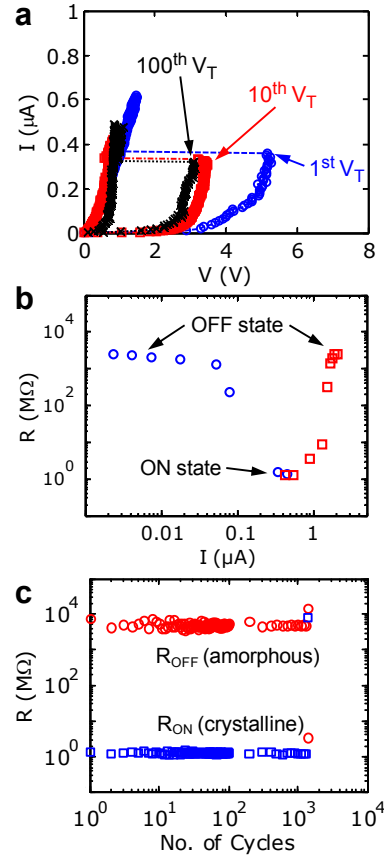 a
1
0.8
0.6
0.4
0.2
0
I (μA)
100th VT
10th VT
1st VT
0 2 4 6 8
V (V)
b
10^4
10^2
10^0
R (MΩ)
OFF state
ON state
0.01 0.1 1
I (μA)
c
10^4
10^2
10^0
R (MΩ)
ROFF (amorphous)
RON (crystalline)
10^0 10^1 10^2 10^3 10^4
No. of Cycles